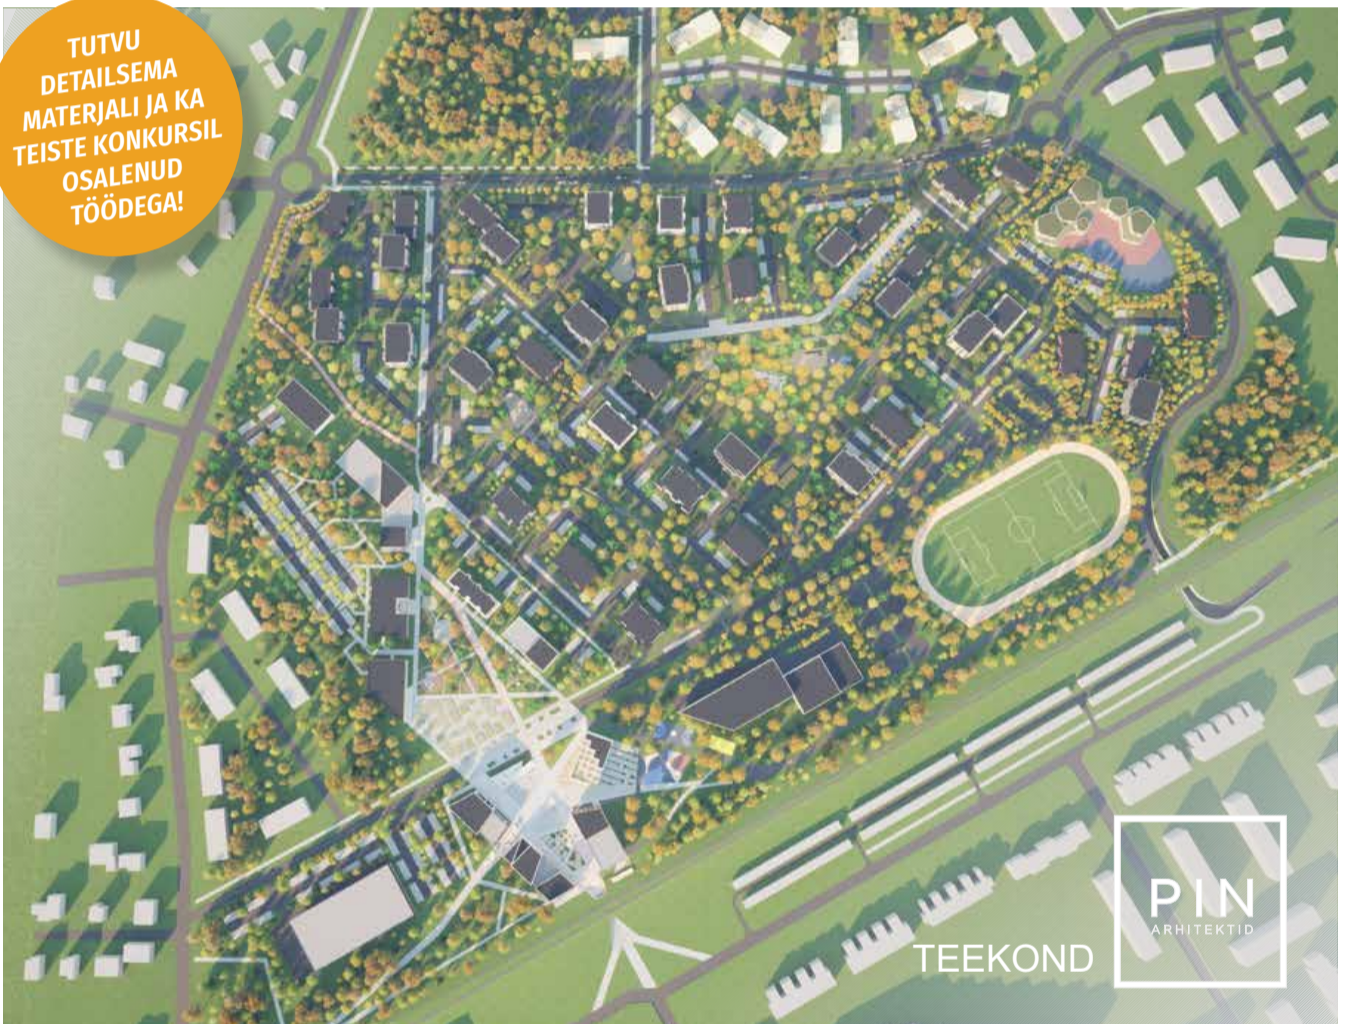 TUTVU
DETAILSEMA
MATERJALI JA KA
TEISTE KONKURSIL
OSALENUD
TÖÖDEGA!
TEEKOND
PIN
ARHITEKTID